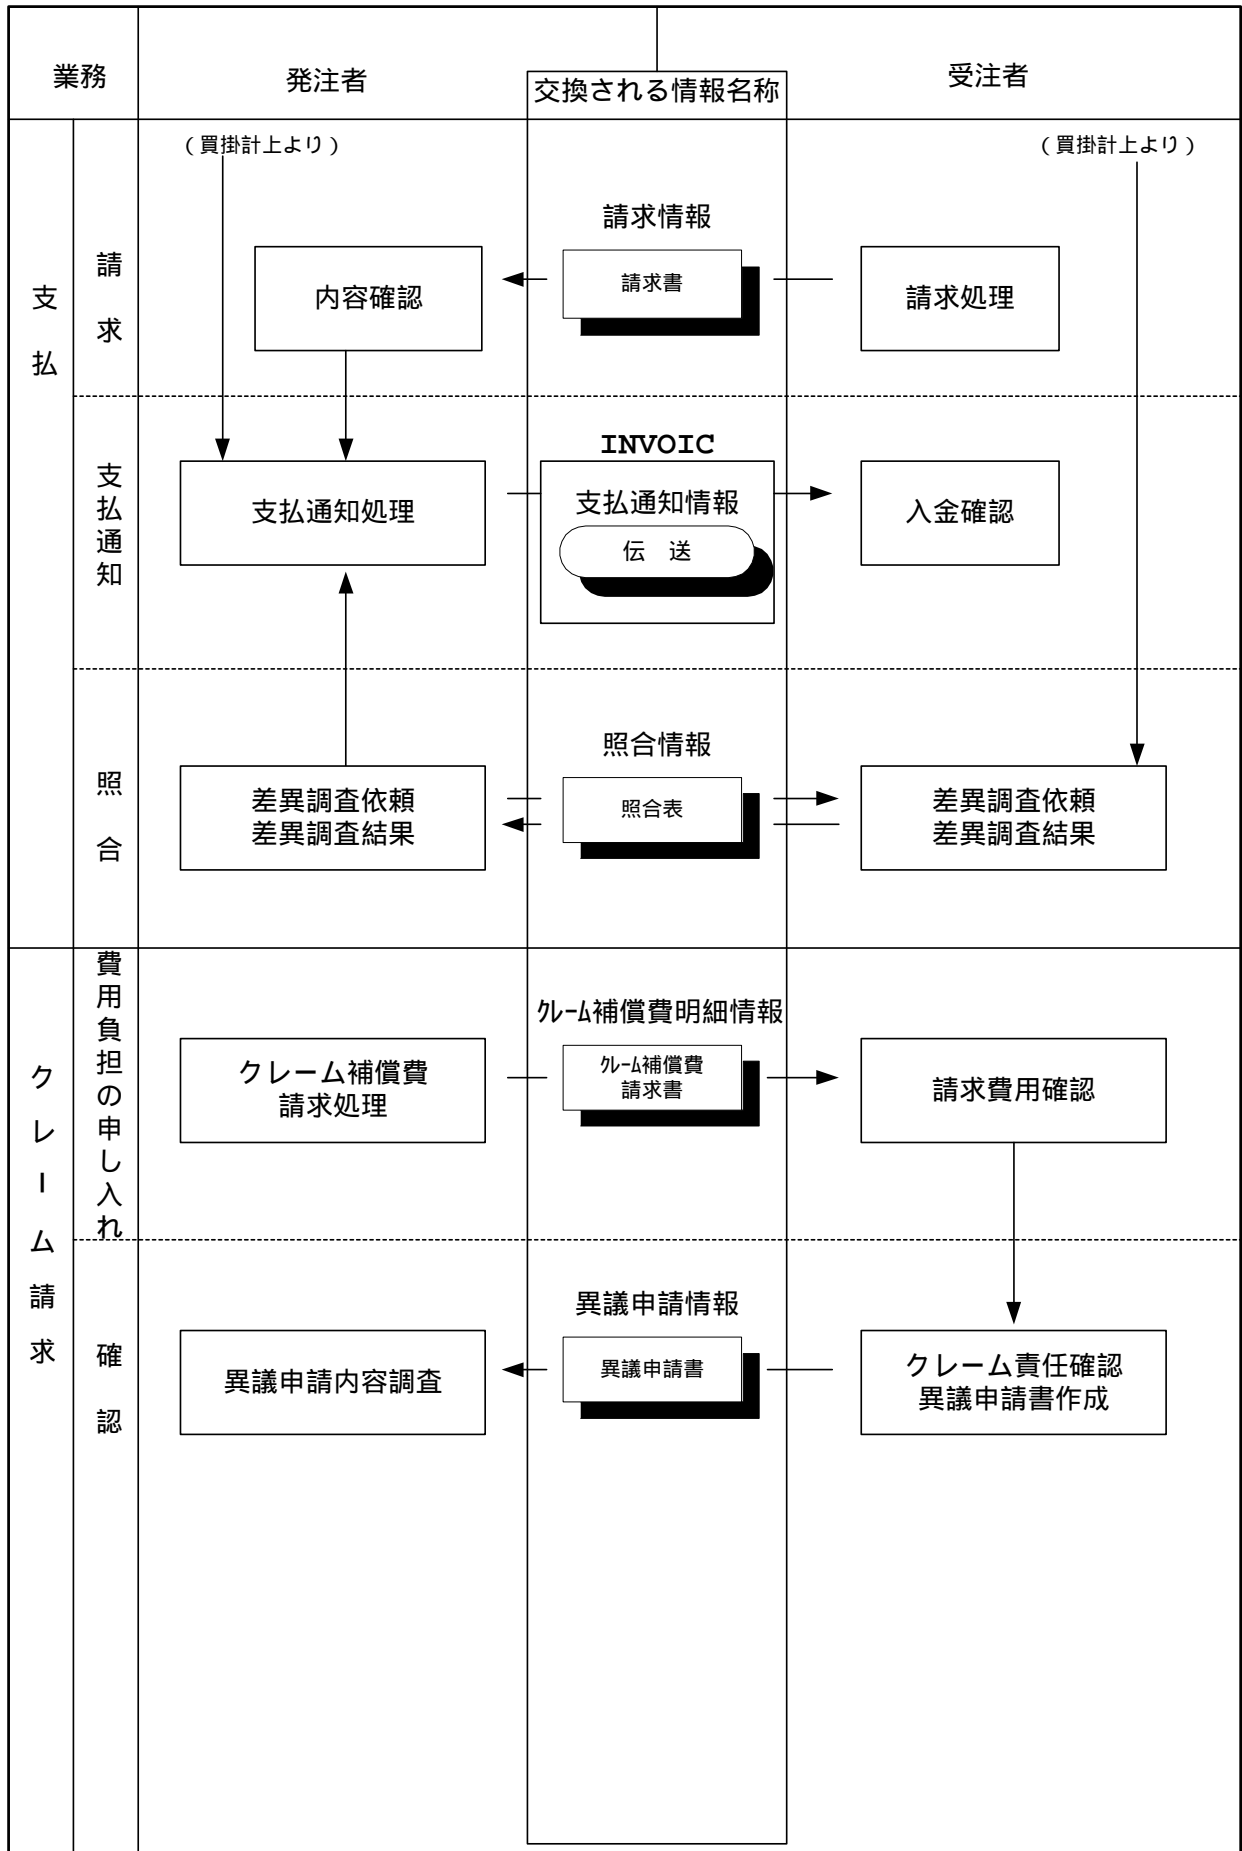 業務
発注者
交換される情報名称
受注者
(買掛計上より)
(買掛計上より)
支払
請求
請求情報
内容確認
請求書
請求処理
支払通知
INVOIC
支払通知処理
支払通知情報
伝　送
入金確認
照合
照合情報
差異調査依頼
差異調査結果
照合表
差異調査依頼
差異調査結果
クレーム請求
費用負担の申し入れ
ｸﾚｰﾑ補償費明細情報
クレーム補償費
請求処理
ｸﾚｰﾑ補償費
請求書
請求費用確認
確認
異議申請情報
異議申請内容調査
異議申請書
クレーム責任確認
異議申請書作成